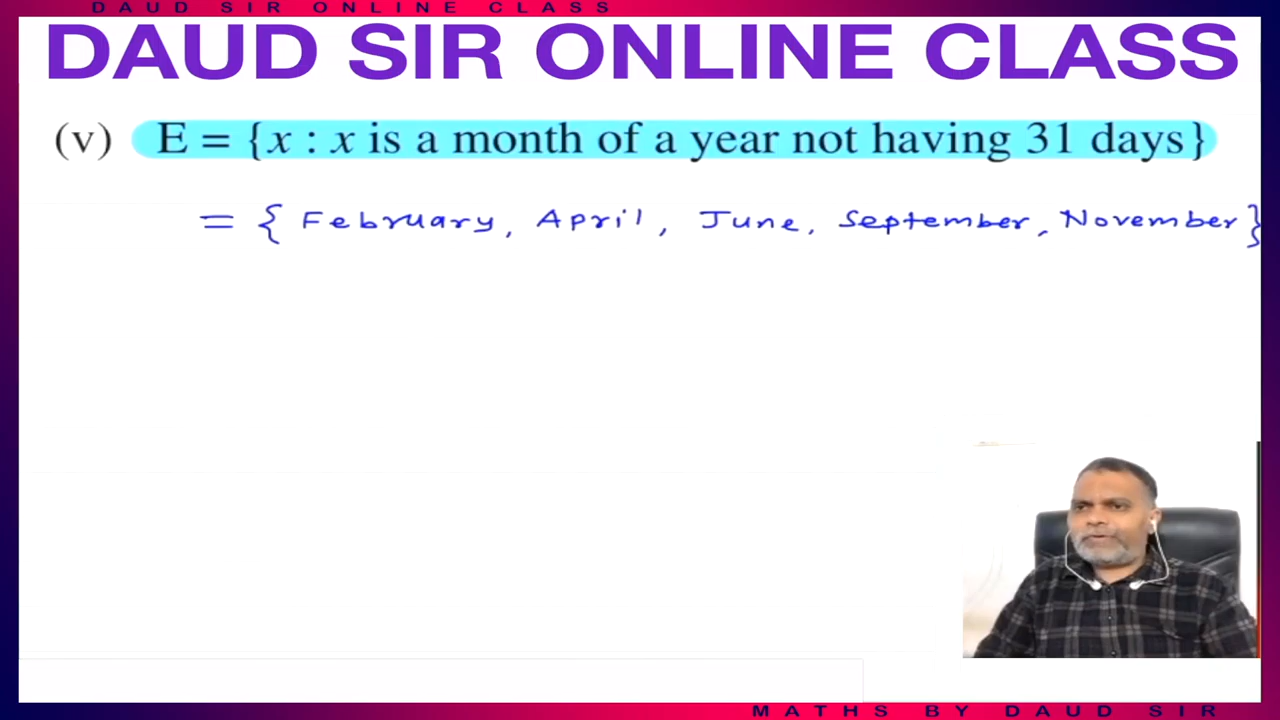 DAUD SIR ONLINE CLASS
DAUD SIR ONLINE CLASS
(v) E = {x : x is a month of a year not having 31 days}
= { February, April, June, September, November }
MATHS BY DAUD SIR